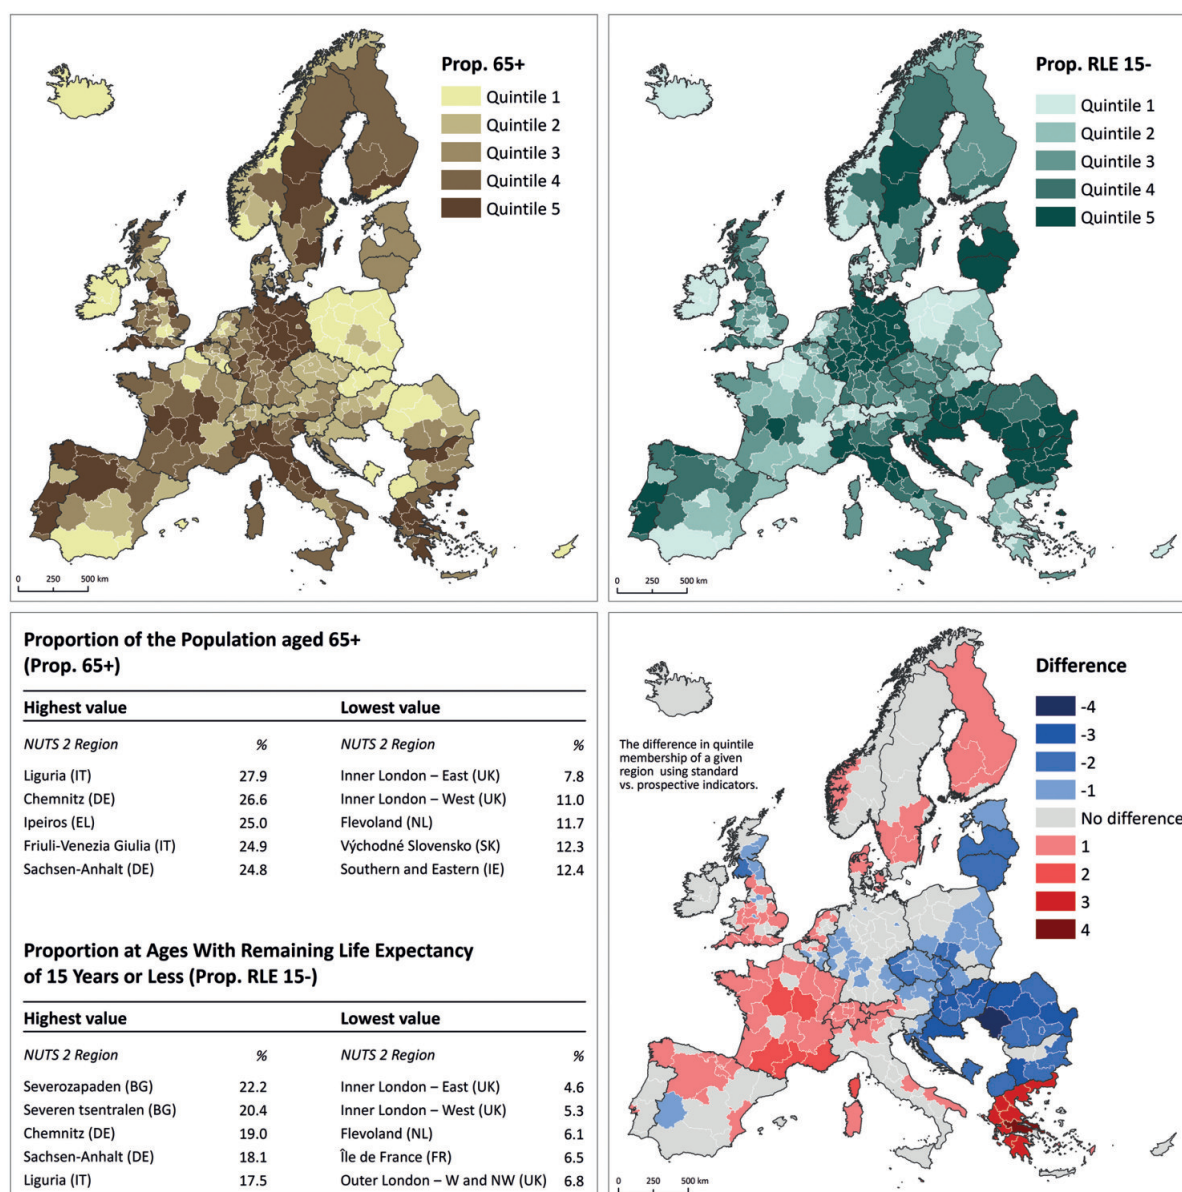 Prop. 65+
Quintile 1
Quintile 2
Quintile 3
Quintile 4
Quintile 5
0 250 500 km
Prop. RLE 15-
Quintile 1
Quintile 2
Quintile 3
Quintile 4
Quintile 5
0 250 500 km
Proportion of the Population aged 65+
(Prop. 65+)
Highest value Lowest value
NUTS 2 Region % NUTS 2 Region %
Liguria (IT) 27.9 Inner London – East (UK) 7.8
Chemnitz (DE) 26.6 Inner London – West (UK) 11.0
Ipeiros (EL) 25.0 Flevoland (NL) 11.7
Friuli-Venezia Giulia (IT) 24.9 Východné Slovensko (SK) 12.3
Sachsen-Anhalt (DE) 24.8 Southern and Eastern (IE) 12.4
Proportion at Ages With Remaining Life Expectancy
of 15 Years or Less (Prop. RLE 15-)
Highest value Lowest value
NUTS 2 Region % NUTS 2 Region %
Severozapaden (BG) 22.2 Inner London – East (UK) 4.6
Severen tsentralen (BG) 20.4 Inner London – West (UK) 5.3
Chemnitz (DE) 19.0 Flevoland (NL) 6.1
Sachsen-Anhalt (DE) 18.1 Île de France (FR) 6.5
Liguria (IT) 17.5 Outer London – W and NW (UK) 6.8
Difference
-4
-3
-2
-1
No difference
1
2
3
4
The difference in quintile
membership of a given
region using standard
vs. prospective indicators.
0 250 500 km